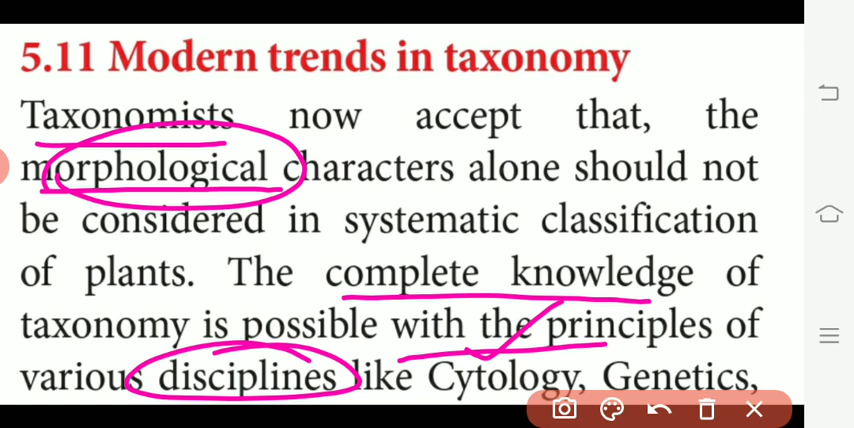 5.11 Modern trends in taxonomy
Taxonomists now accept that, the
morphological characters alone should not
be considered in systematic classification
of plants. The complete knowledge of
taxonomy is possible with the principles of
various disciplines like Cytology, Genetics,